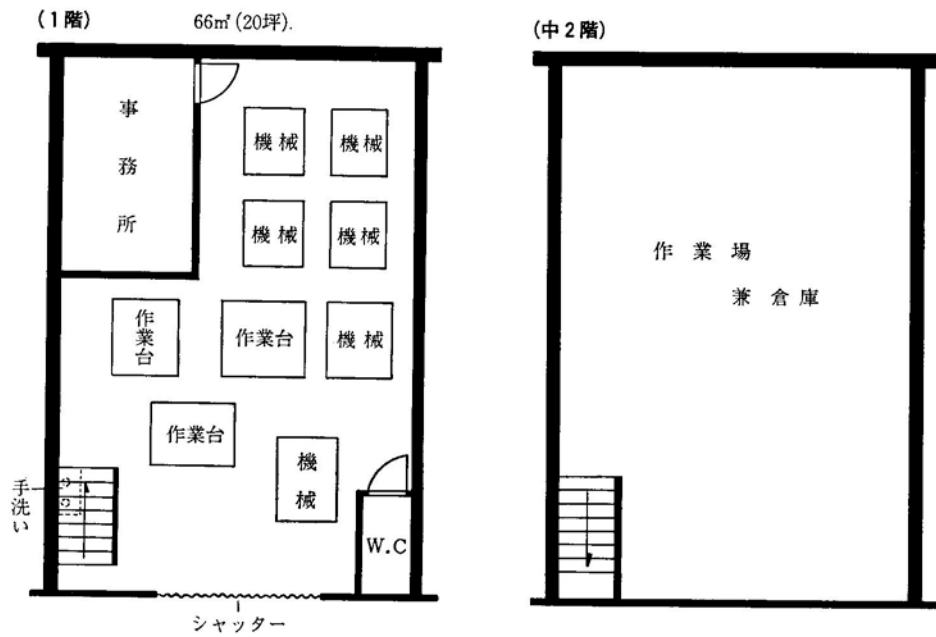 (1階)
66㎡(20坪).
事務所
機械
機械
機械
機械
作業台
作業台
機械
作業台
機械
手洗い
W.C
シャッター
(中2階)
作業場
兼倉庫